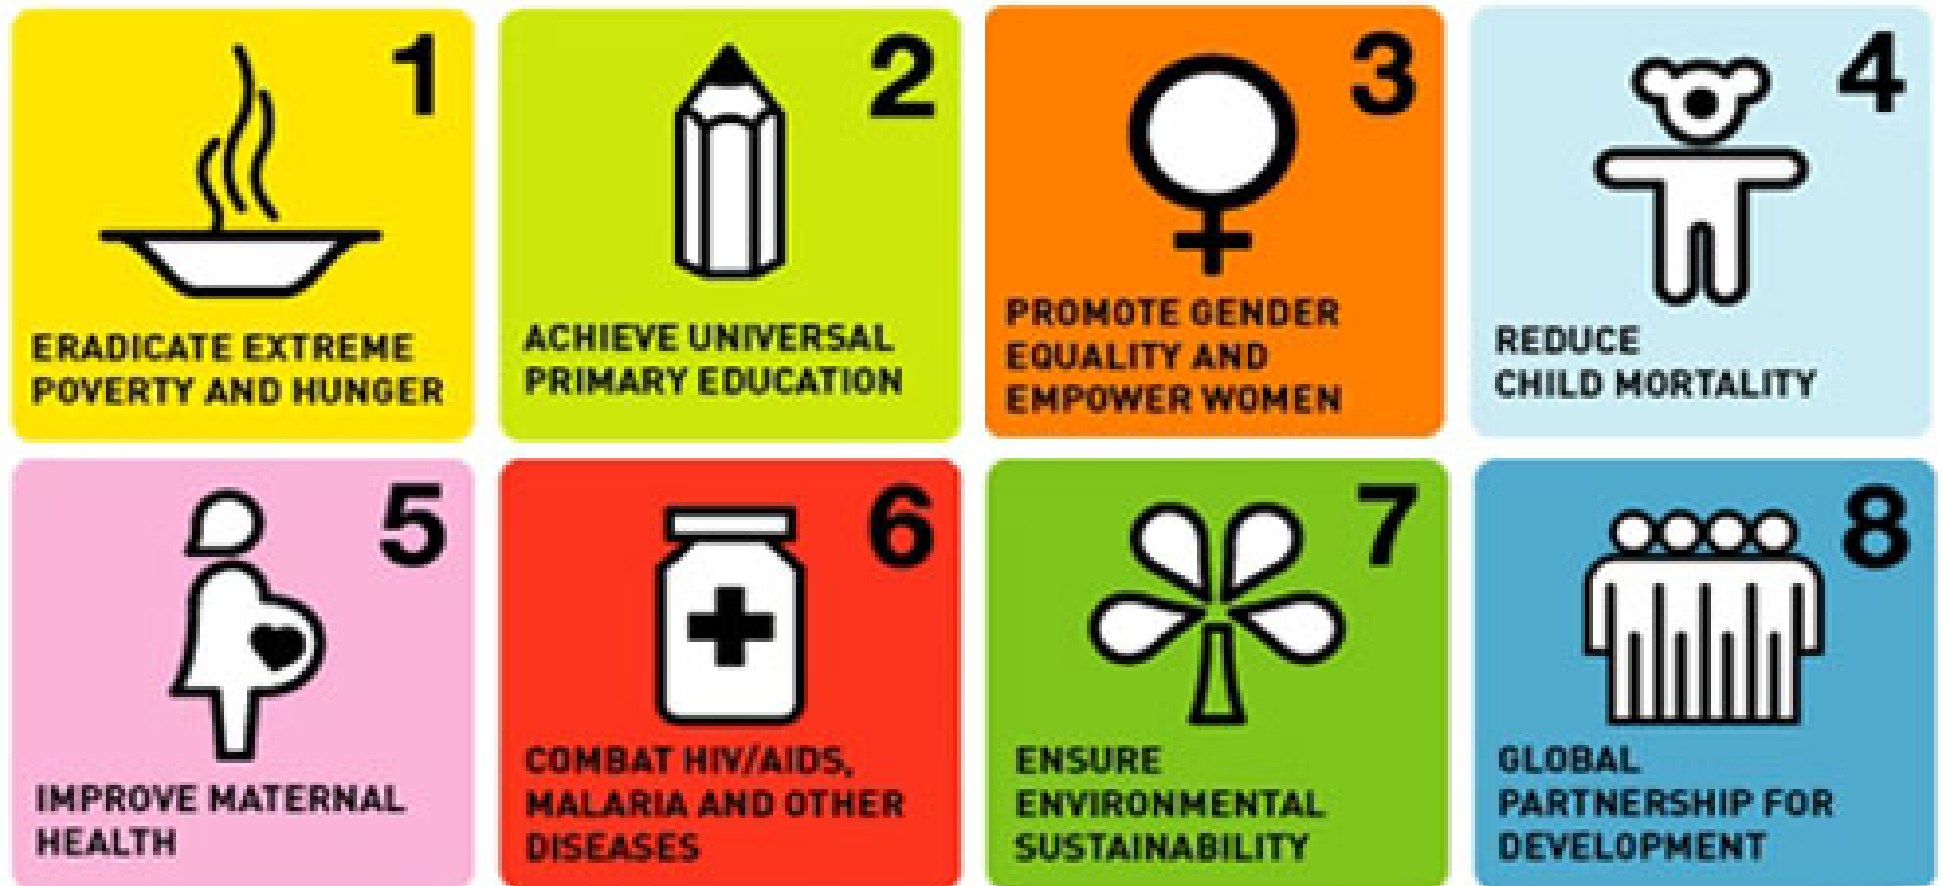 1
ERADICATE EXTREME
POVERTY AND HUNGER
2
ACHIEVE UNIVERSAL
PRIMARY EDUCATION
3
PROMOTE GENDER
EQUALITY AND
EMPOWER WOMEN
4
REDUCE
CHILD MORTALITY
5
IMPROVE MATERNAL
HEALTH
6
COMBAT HIV/AIDS,
MALARIA AND OTHER
DISEASES
7
ENSURE
ENVIRONMENTAL
SUSTAINABILITY
8
GLOBAL
PARTNERSHIP FOR
DEVELOPMENT